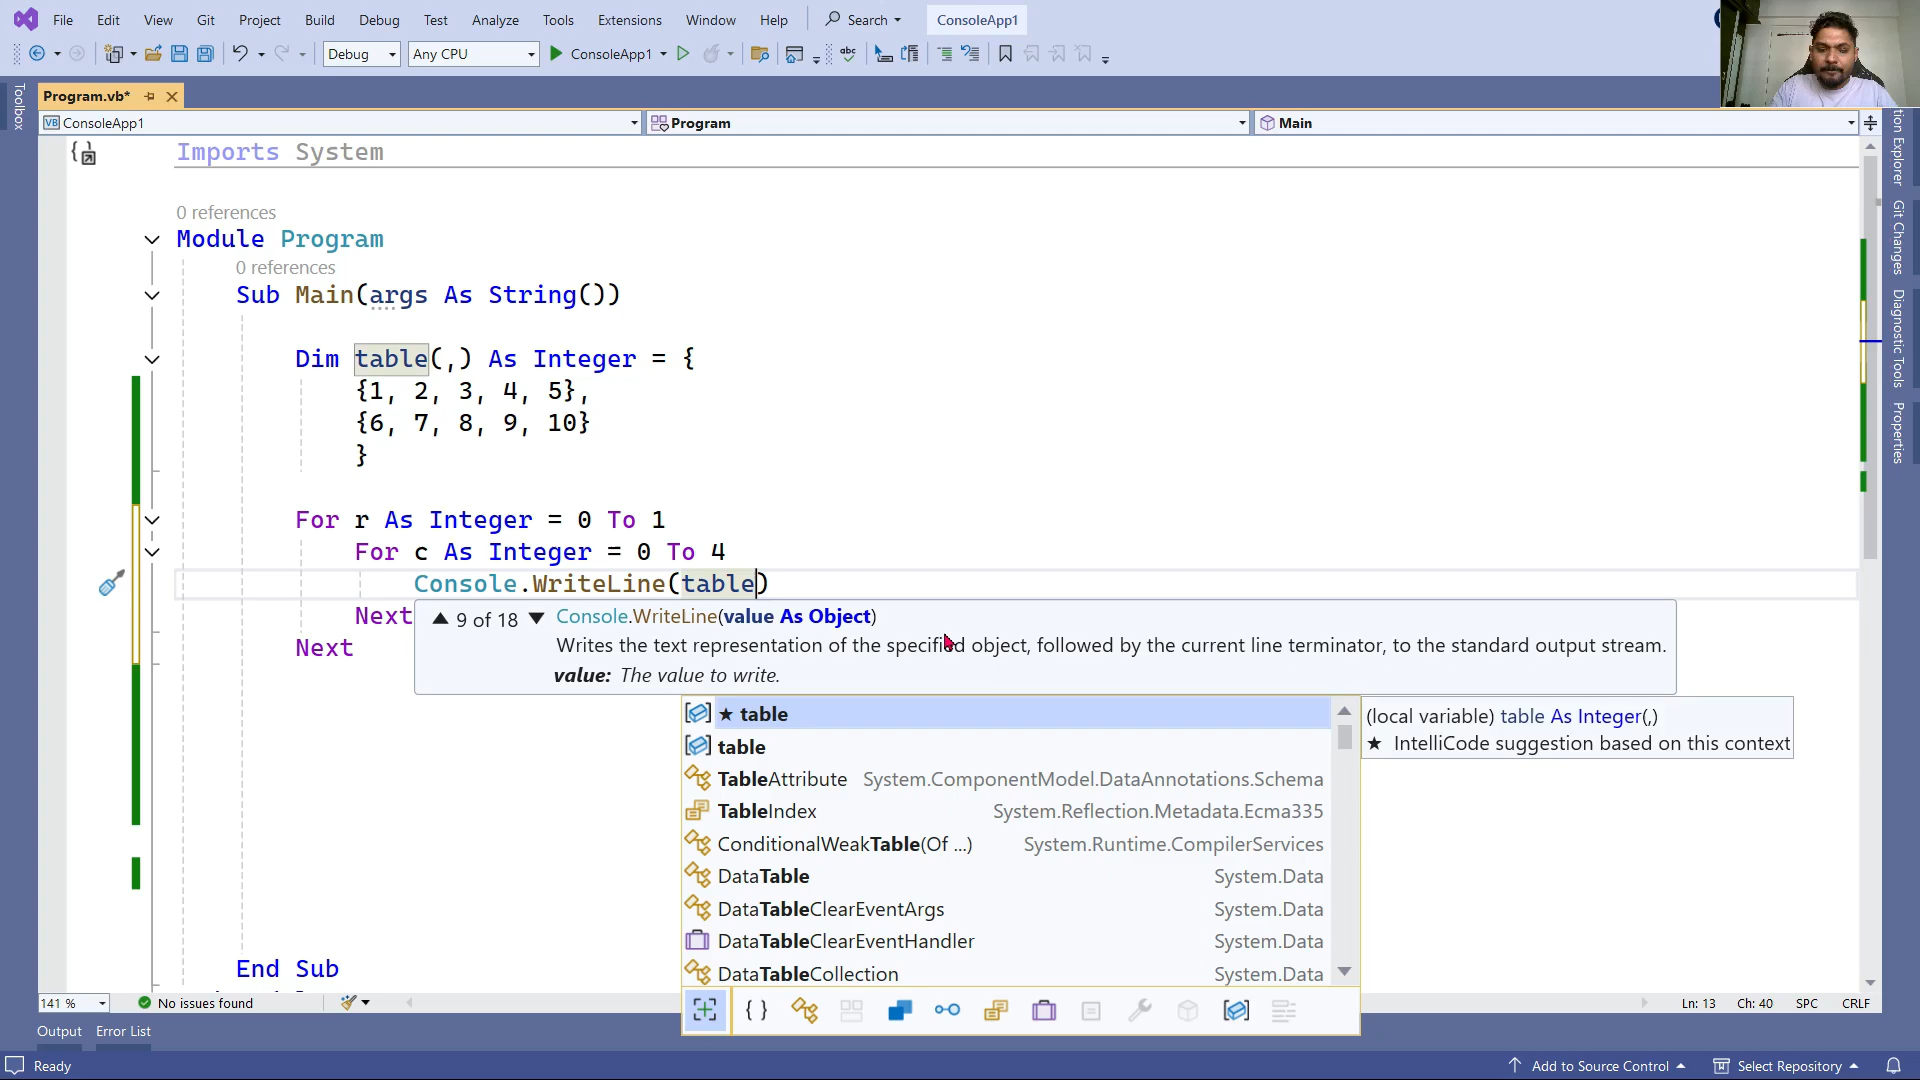 File Edit View Git Project Build Debug Test Analyze Tools Extensions Window Help Search ConsoleApp1
Debug Any CPU ConsoleApp1 abc
Program.vb*
Toolbox
VB ConsoleApp1 Program Main
Imports System
0 references
Module Program
0 references
Sub Main(args As String())
Dim table(,) As Integer = {
{1, 2, 3, 4, 5},
{6, 7, 8, 9, 10}
}
For r As Integer = 0 To 1
For c As Integer = 0 To 4
Console.WriteLine(table)
Next
Next
9 of 18 Console.WriteLine(value As Object)
Writes the text representation of the specified object, followed by the current line terminator, to the standard output stream.
value: The value to write.
★ table
table
TableAttribute System.ComponentModel.DataAnnotations.Schema
TableIndex System.Reflection.Metadata.Ecma335
ConditionalWeakTable(Of ...) System.Runtime.CompilerServices
DataTable System.Data
DataTableClearEventArgs System.Data
DataTableClearEventHandler System.Data
DataTableCollection System.Data
(local variable) table As Integer(,)
★ IntelliCode suggestion based on this context
End Sub
Explorer
Git Changes
Diagnostic Tools
Properties
141 % No issues found Ln: 13 Ch: 40 SPC CRLF
Output Error List
Ready Add to Source Control Select Repository